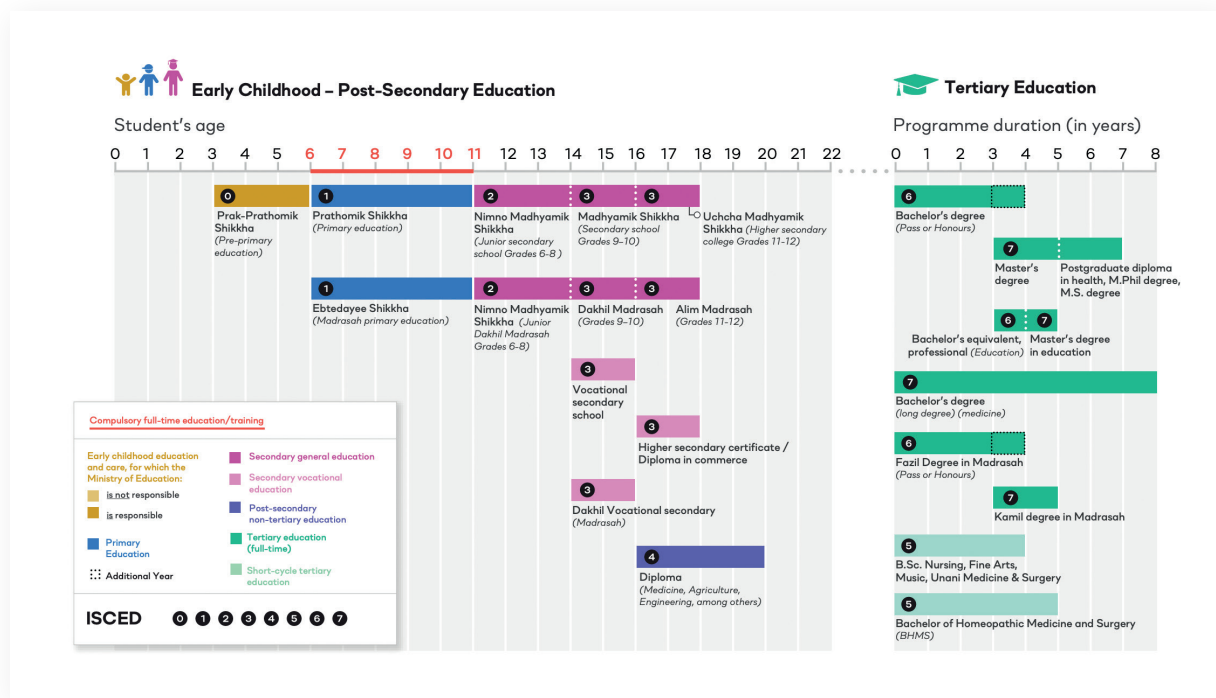 Early Childhood – Post-Secondary Education
Student's age
0 1 2 3 4 5 6 7 8 9 10 11 12 13 14 15 16 17 18 19 20 21 22
0
Prak-Prathomik
Shikkha
(Pre-primary
education)
1
Prathomik Shikkha
(Primary education)
2
Nimno Madhyamik
Shikkha
(Junior secondary
school Grades 6-8 )
3
Madhyamik Shikkha
(Secondary school
Grades 9–10)
3
Uchcha Madhyamik
Shikkha (Higher secondary
college Grades 11-12)
1
Ebtedayee Shikkha
(Madrasah primary education)
2
Nimno Madhyamik
Shikkha (Junior
Dakhil Madrasah
Grades 6-8)
3
Dakhil Madrasah
(Grades 9–10)
3
Alim Madrasah
(Grades 11-12)
3
Vocational
secondary
school
3
Higher secondary certificate /
Diploma in commerce
3
Dakhil Vocational secondary
(Madrasah)
4
Diploma
(Medicine, Agriculture,
Engineering, among others)
Compulsory full-time education/training
Early childhood education
and care, for which the
Ministry of Education:
is not responsible
is responsible
Primary
Education
Additional Year
Secondary general education
Secondary vocational
education
Post-secondary
non-tertiary education
Tertiary education
(full-time)
Short-cycle tertiary
education
ISCED 0 1 2 3 4 5 6 7
Tertiary Education
Programme duration (in years)
0 1 2 3 4 5 6 7 8
6
Bachelor's degree
(Pass or Honours)
7
Master's
degree
Postgraduate diploma
in health, M.Phil degree,
M.S. degree
6
Bachelor's equivalent,
professional (Education)
7
Master's degree
in education
7
Bachelor's degree
(long degree) (medicine)
6
Fazil Degree in Madrasah
(Pass or Honours)
7
Kamil degree in Madrasah
5
B.Sc. Nursing, Fine Arts,
Music, Unani Medicine & Surgery
5
Bachelor of Homeopathic Medicine and Surgery
(BHMS)